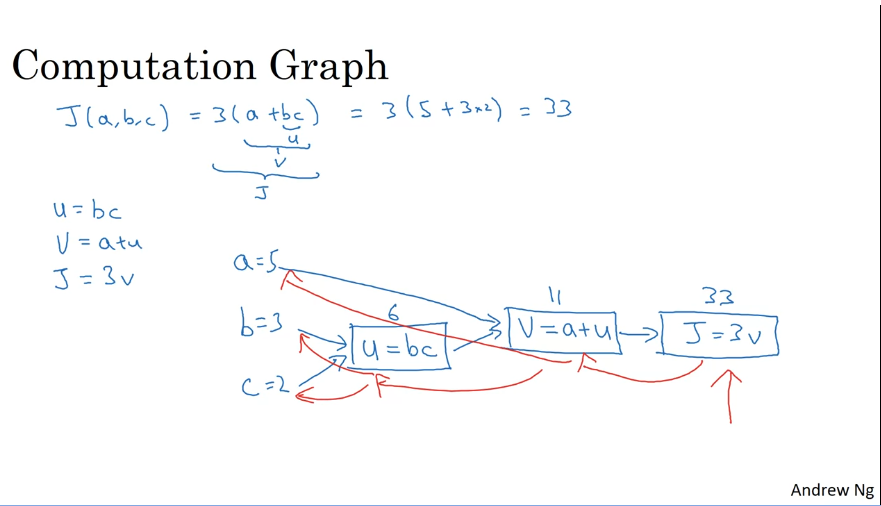 Computation Graph
J(a,b,c) = 3(a+bc) = 3(5+3×2) = 33
u
v
J
u = bc
v = a+u
J = 3v
a=5
11
33
6
b=3
v = a+u
J = 3v
u = bc
c=2
Andrew Ng